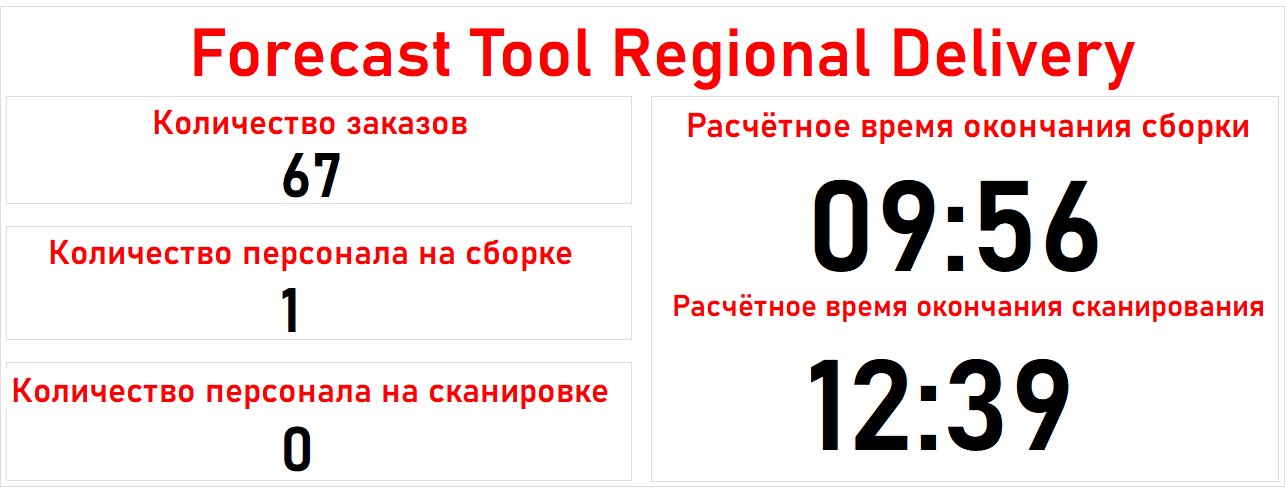 Forecast Tool Regional Delivery
Количество заказов
67
Количество персонала на сборке
1
Количество персонала на сканировке
0
Расчётное время окончания сборки
09:56
Расчётное время окончания сканирования
12:39